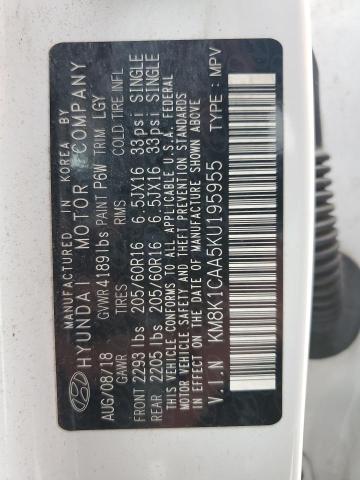 MANUFACTURED IN KOREA BY
HYUNDAI MOTOR COMPANY
AUG/08/18 GVWR 4189 lbs PAINT P6W TRIM LGY
GAWR TIRES RIMS COLD TIRE INFL
FRONT 2293 lbs 205/60R16 6.5JX16 33psi SINGLE
REAR 2205 lbs 205/60R16 6.5JX16 33psi SINGLE
THIS VEHICLE CONFORMS TO ALL APPLICABLE U.S.A. FEDERAL
MOTOR VEHICLE SAFETY, BUMPER, AND THEFT PREVENTION
STANDARDS IN EFFECT ON THE DATE OF MANUFACTURE SHOWN ABOVE
V.I.N KM8K1CAA5KU195955 TYPE : MPV